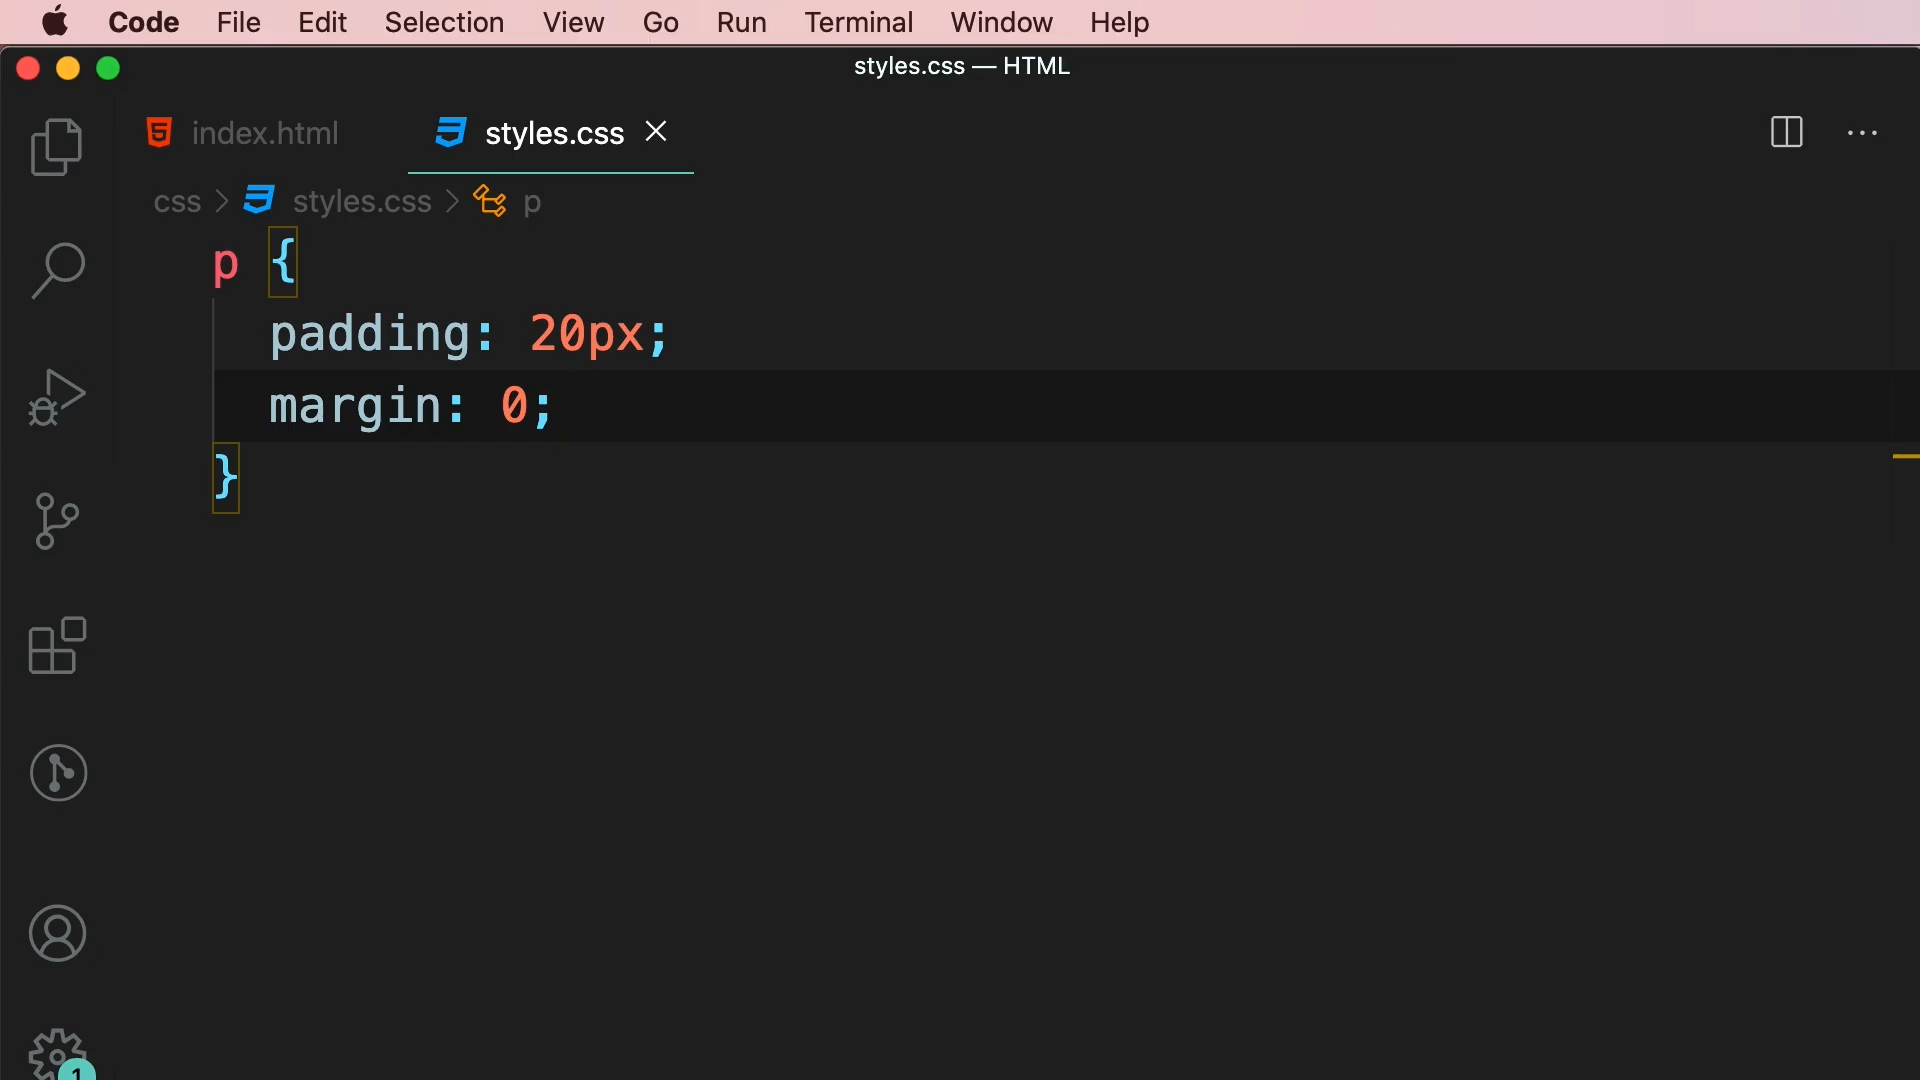 Code File Edit Selection View Go Run Terminal Window Help
styles.css — HTML
index.html styles.css
css > styles.css > p
p {
padding: 20px;
margin: 0;
}
1